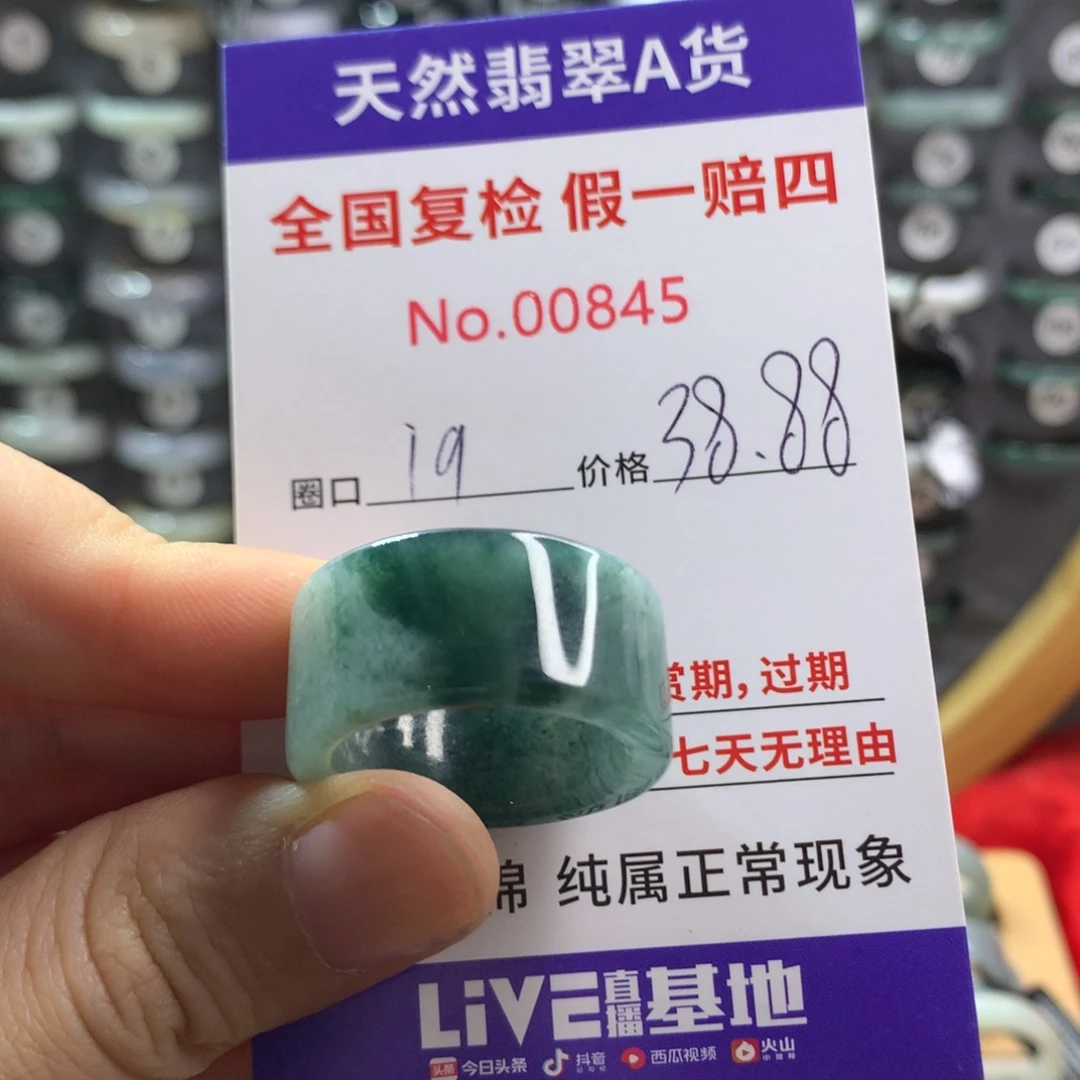 天然翡翠A货
全国复检 假一赔四
No.00845
圈口 19 价格 38.88
赏期，过期
七天无理由
棉 纯属正常现象
LiVE直播基地
头条 今日头条 抖音 西瓜视频 火山